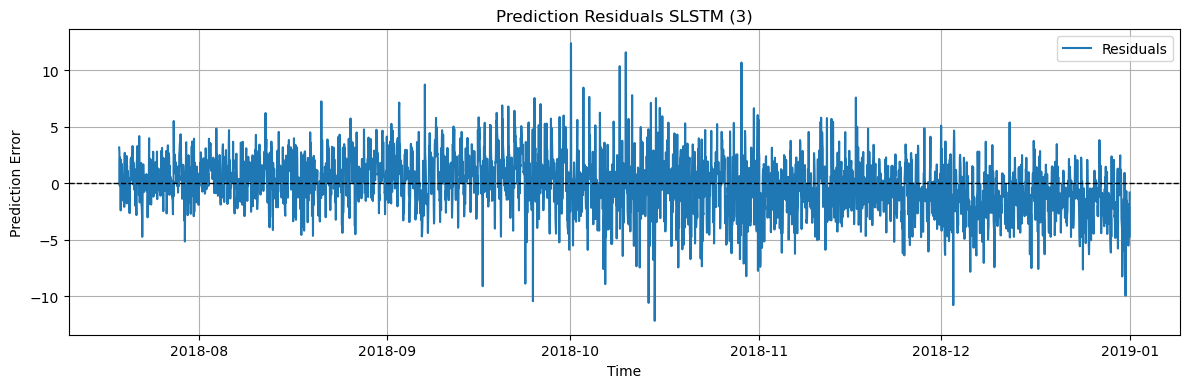 Prediction Residuals SLSTM (3)
Residuals
Prediction Error
10
5
0
−5
−10
2018-08 2018-09 2018-10 2018-11 2018-12 2019-01
Time